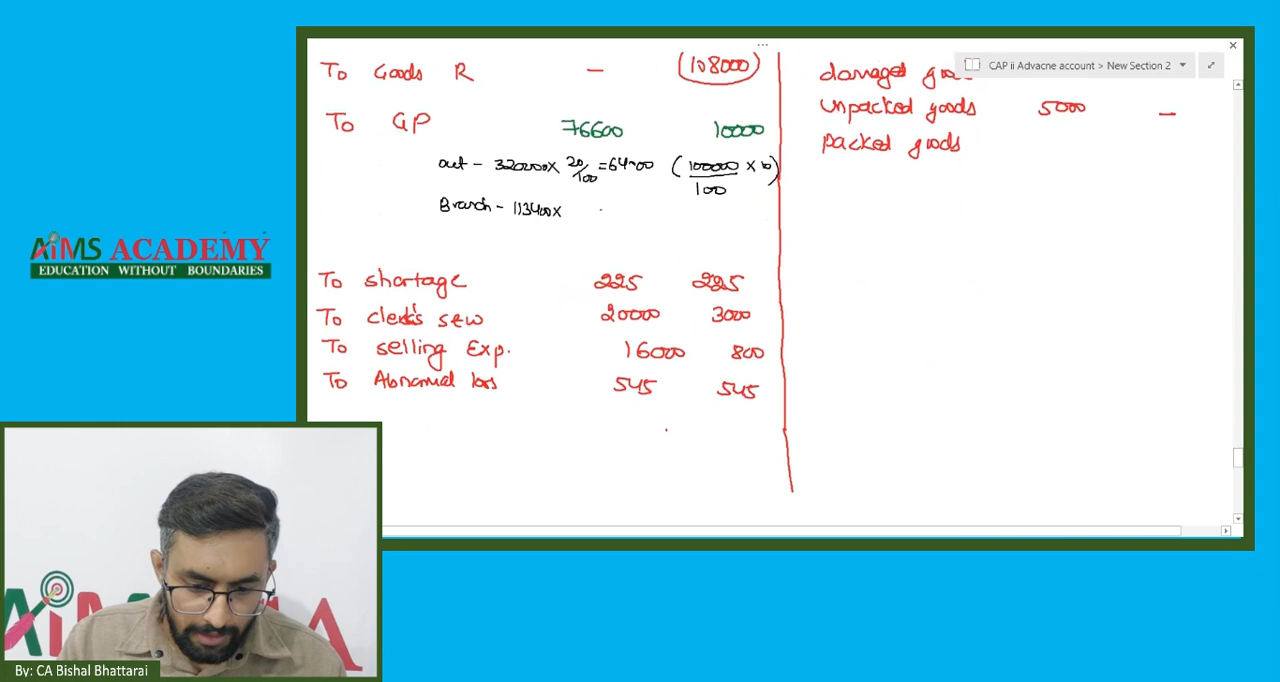 CAP ii Advacne account > New Section 2
To Goods R - (108000)
To GP 76600 10000
out - 320000 × 20/100 = 64000 (100000/100 × 10)
Branch - 113400 ×
To shortage 225 225
To clerk's sew 20000 3000
To selling Exp. 16000 800
To Abnormal loss 545 545
damaged
unpacked goods 5000 -
packed goods
AiMS ACADEMY
EDUCATION WITHOUT BOUNDARIES
By: CA Bishal Bhattarai